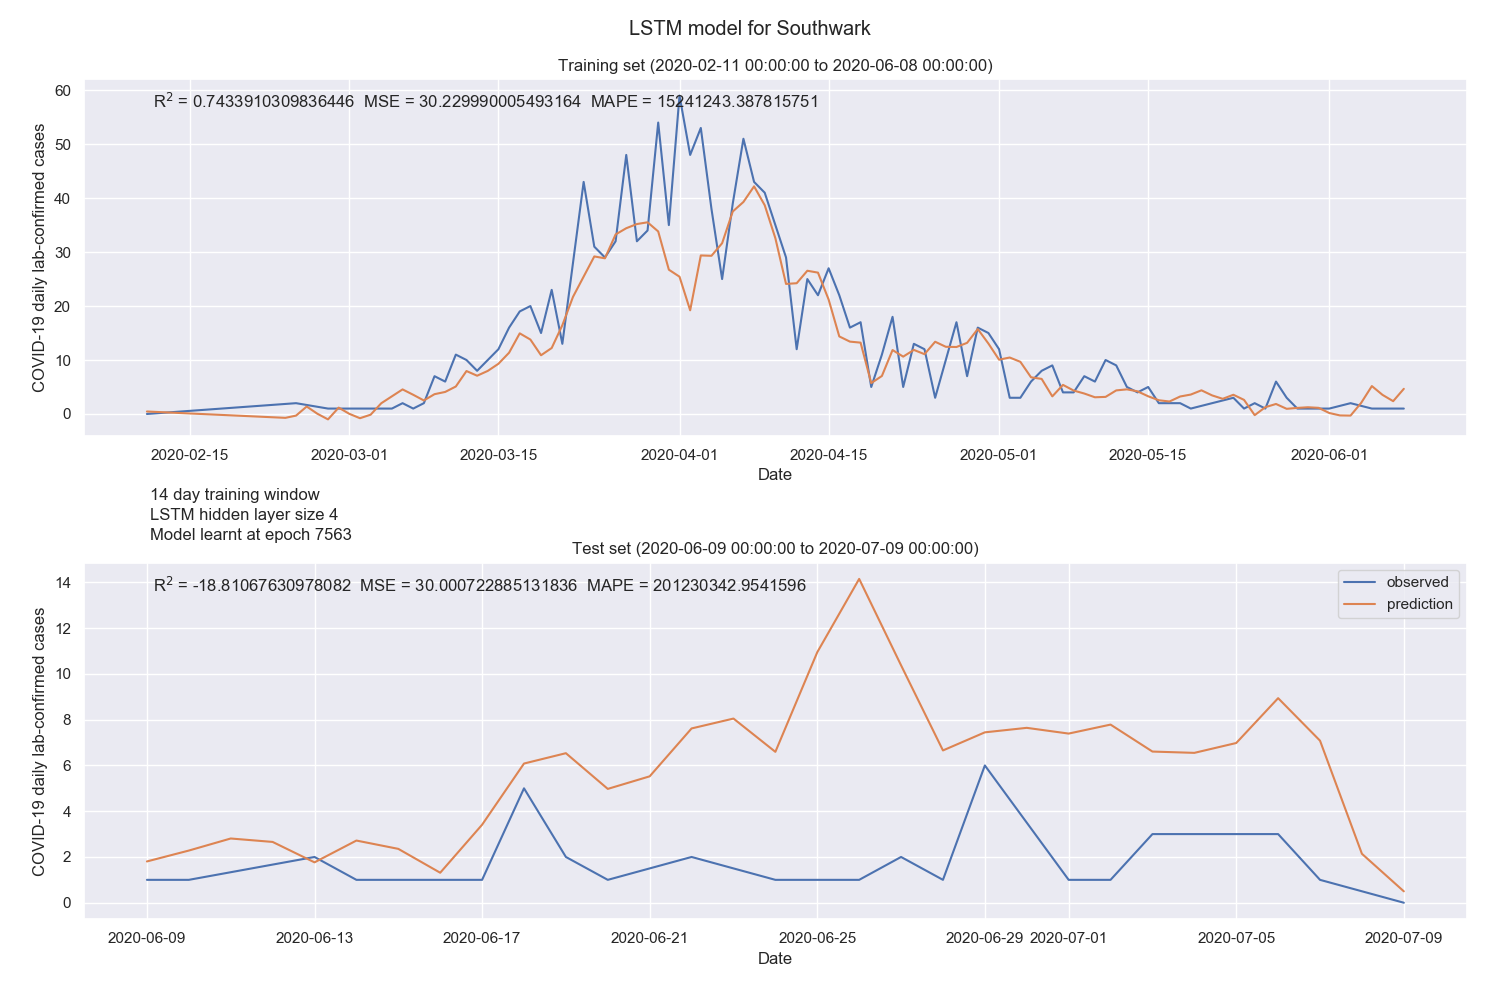 LSTM model for Southwark
Training set (2020-02-11 00:00:00 to 2020-06-08 00:00:00)
R² = 0.7433910309836446 MSE = 30.229990005493164 MAPE = 15241243.387815751
COVID-19 daily lab-confirmed cases
60
50
40
30
20
10
0
2020-02-15 2020-03-01 2020-03-15 2020-04-01 2020-04-15 2020-05-01 2020-05-15 2020-06-01
Date
14 day training window
LSTM hidden layer size 4
Model learnt at epoch 7563
Test set (2020-06-09 00:00:00 to 2020-07-09 00:00:00)
R² = -18.81067630978082 MSE = 30.000722885131836 MAPE = 201230342.9541596
observed
prediction
COVID-19 daily lab-confirmed cases
14
12
10
8
6
4
2
0
2020-06-09 2020-06-13 2020-06-17 2020-06-21 2020-06-25 2020-06-29 2020-07-01 2020-07-05 2020-07-09
Date